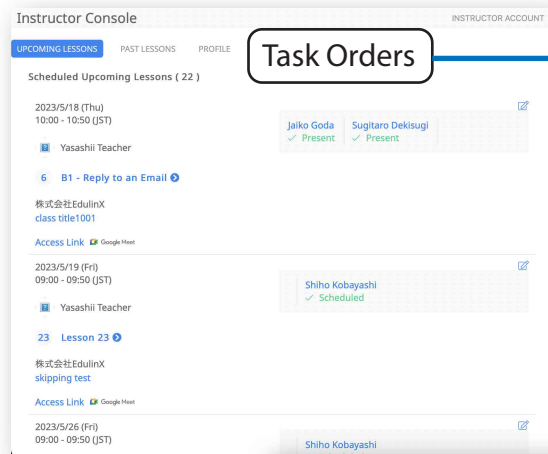 Instructor Console
INSTRUCTOR ACCOUNT
UPCOMING LESSONS PAST LESSONS PROFILE
Task Orders
Scheduled Upcoming Lessons ( 22 )
2023/5/18 (Thu)
10:00 - 10:50 (JST)
Jaiko Goda Sugitaro Dekisugi
✓ Present ✓ Present
Yasashii Teacher
6 B1 - Reply to an Email
株式会社EdulinX
class title1001
Access Link Google Meet
2023/5/19 (Fri)
09:00 - 09:50 (JST)
Shiho Kobayashi
✓ Scheduled
Yasashii Teacher
23 Lesson 23
株式会社EdulinX
skipping test
Access Link Google Meet
2023/5/26 (Fri)
09:00 - 09:50 (JST)
Shiho Kobayashi